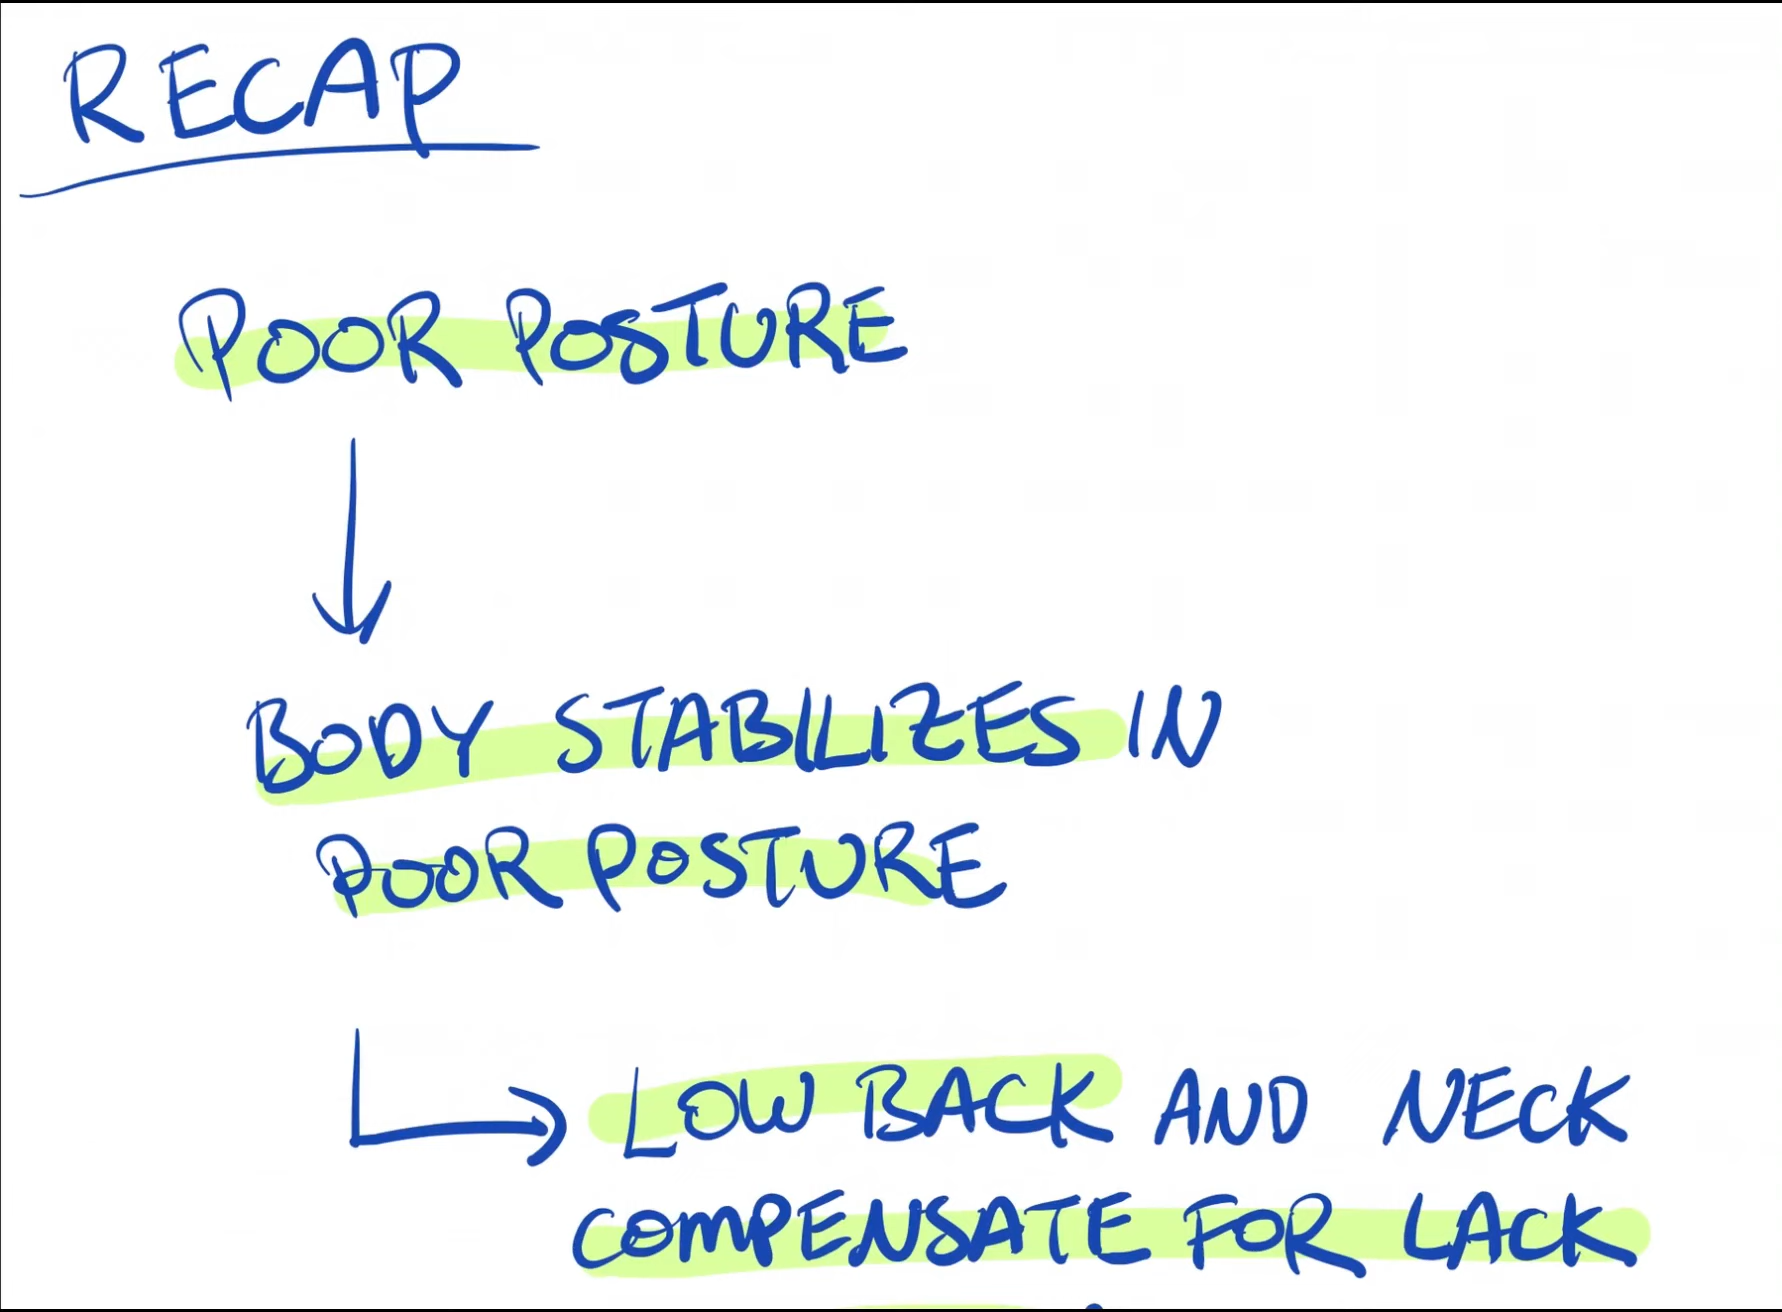 RECAP
POOR POSTURE
BODY STABILIZES IN
POOR POSTURE
LOW BACK AND NECK
COMPENSATE FOR LACK